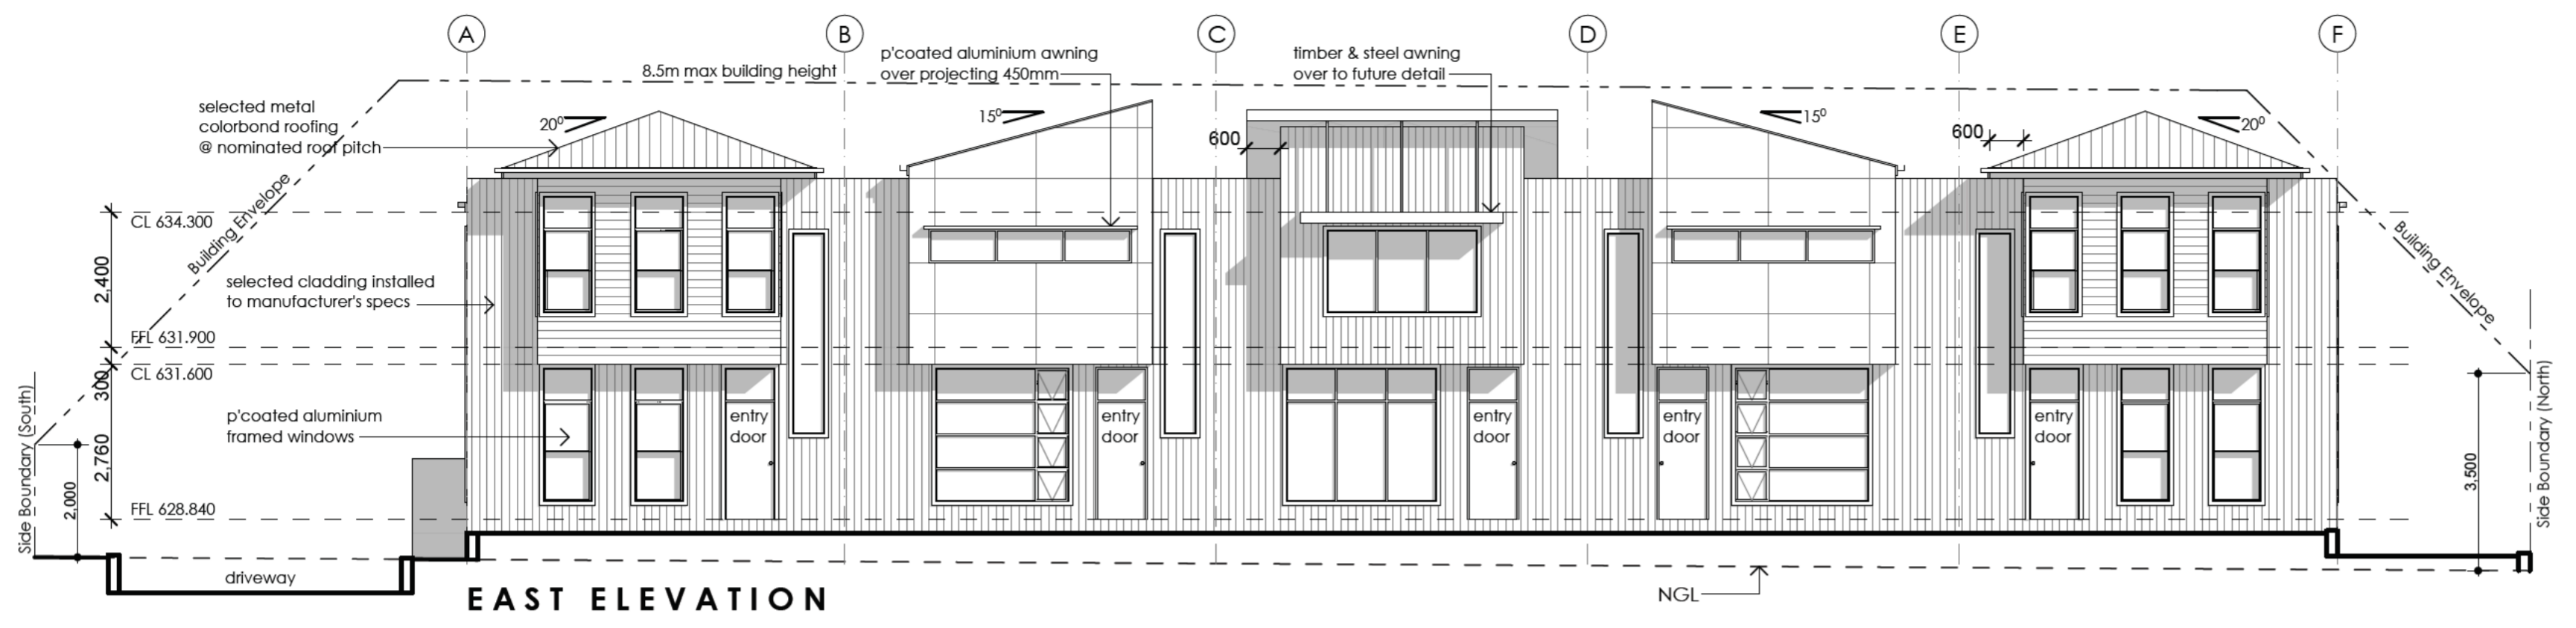 A
B
C
D
E
F
8.5m max building height
p'coated aluminium awning
over projecting 450mm
timber & steel awning
over to future detail
selected metal
colorbond roofing
@ nominated roof pitch
20⁰
15⁰
600
15⁰
600
20⁰
Building Envelope
Building Envelope
CL 634.300
2,400
selected cladding installed
to manufacturer's specs
FFL 631.900
300
CL 631.600
p'coated aluminium
framed windows
2,760
FFL 628.840
2,000
Side Boundary (South)
entry
door
entry
door
entry
door
entry
door
entry
door
3,500
Side Boundary (North)
driveway
NGL
EAST ELEVATION